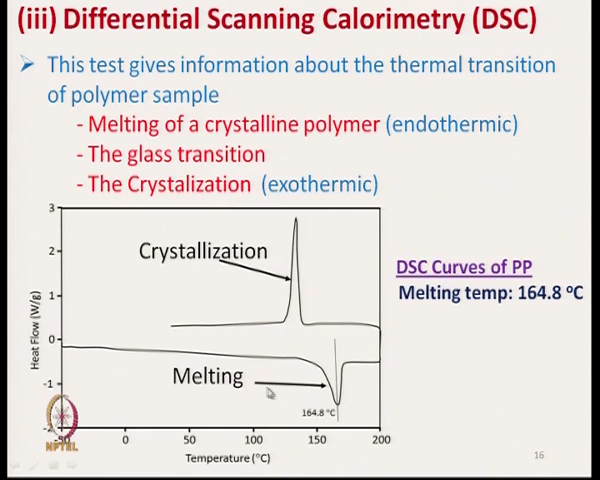 (iii) Differential Scanning Calorimetry (DSC)
➤ This test gives information about the thermal transition
of polymer sample
- Melting of a crystalline polymer (endothermic)
- The glass transition
- The Crystalization (exothermic)
3
Crystallization
2
DSC Curves of PP
Melting temp: 164.8 °C
1
Heat Flow (W/g)
0
Melting
-1
164.8 °C
-2
-50 0 50 100 150 200
NPTEL
Temperature (°C)
16